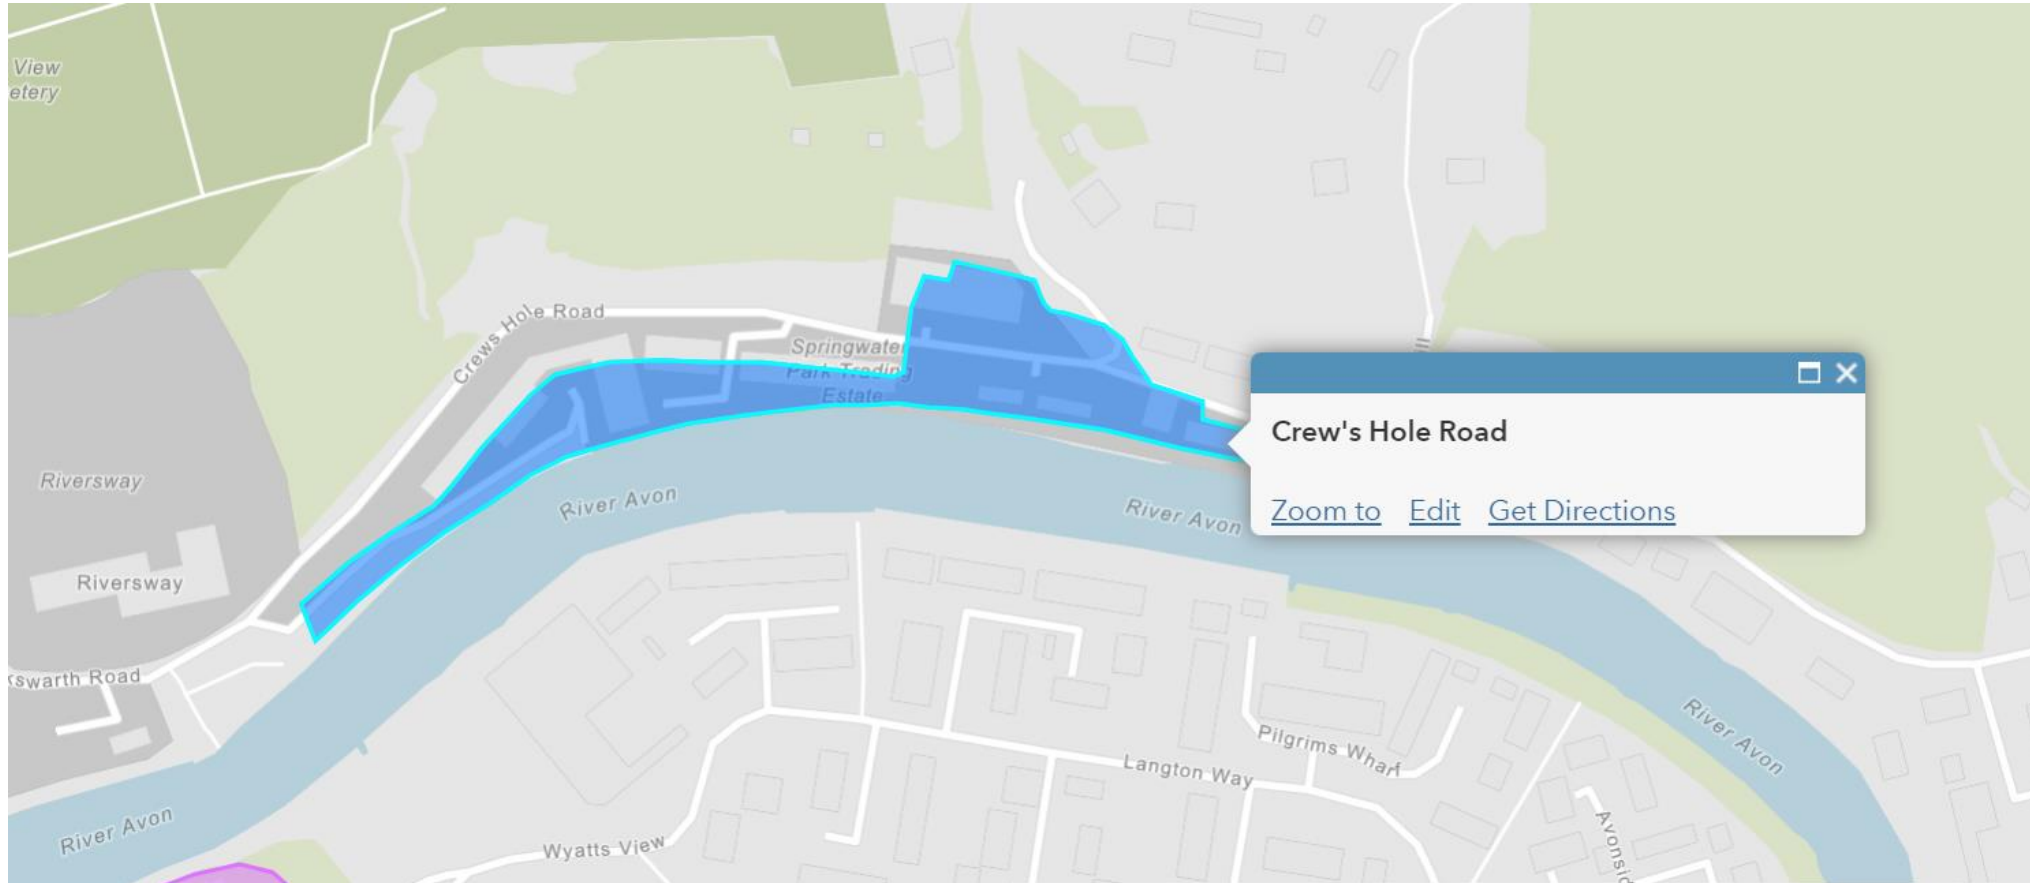 View
etery
Crews Hole Road
Springwater
Park Trading
Estate
Crew's Hole Road
Zoom to Edit Get Directions
Riversway
River Avon
River Avon
Riversway
kswarth Road
River Avon
Pilgrims Wharf
Langton Way
River Avon
Wyatts View
Avonsid